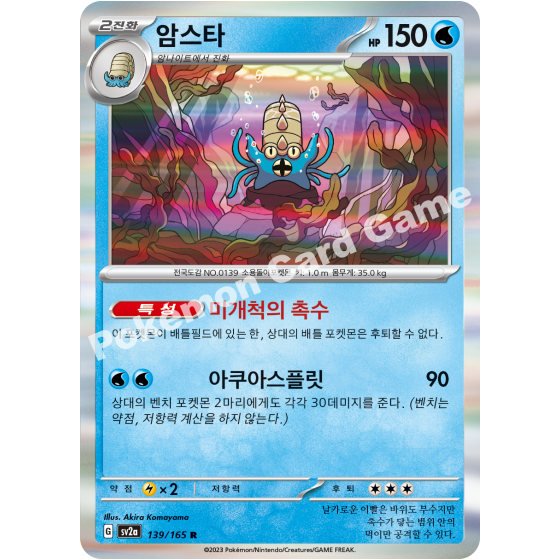 2진화 암스타 HP 150
암나이트에서 진화
전국도감 NO.0139 소용돌이포켓몬 키: 1.0 m 몸무게: 35.0 kg
특성 미개척의 촉수
이 포켓몬이 배틀필드에 있는 한, 상대의 배틀 포켓몬은 후퇴할 수 없다.
아쿠아스플릿 90
상대의 벤치 포켓몬 2마리에게도 각각 30데미지를 준다. (벤치는
약점, 저항력 계산을 하지 않는다.)
약점 ×2 저항력 후퇴
Illus. Akira Komayama
G sv2a 139/165 R
날카로운 이빨은 바위도 부수지만
촉수가 닿는 범위 안의
먹이만 공격할 수 있다.
©2023 Pokémon/Nintendo/Creatures/GAME FREAK.
Pokémon Card Game